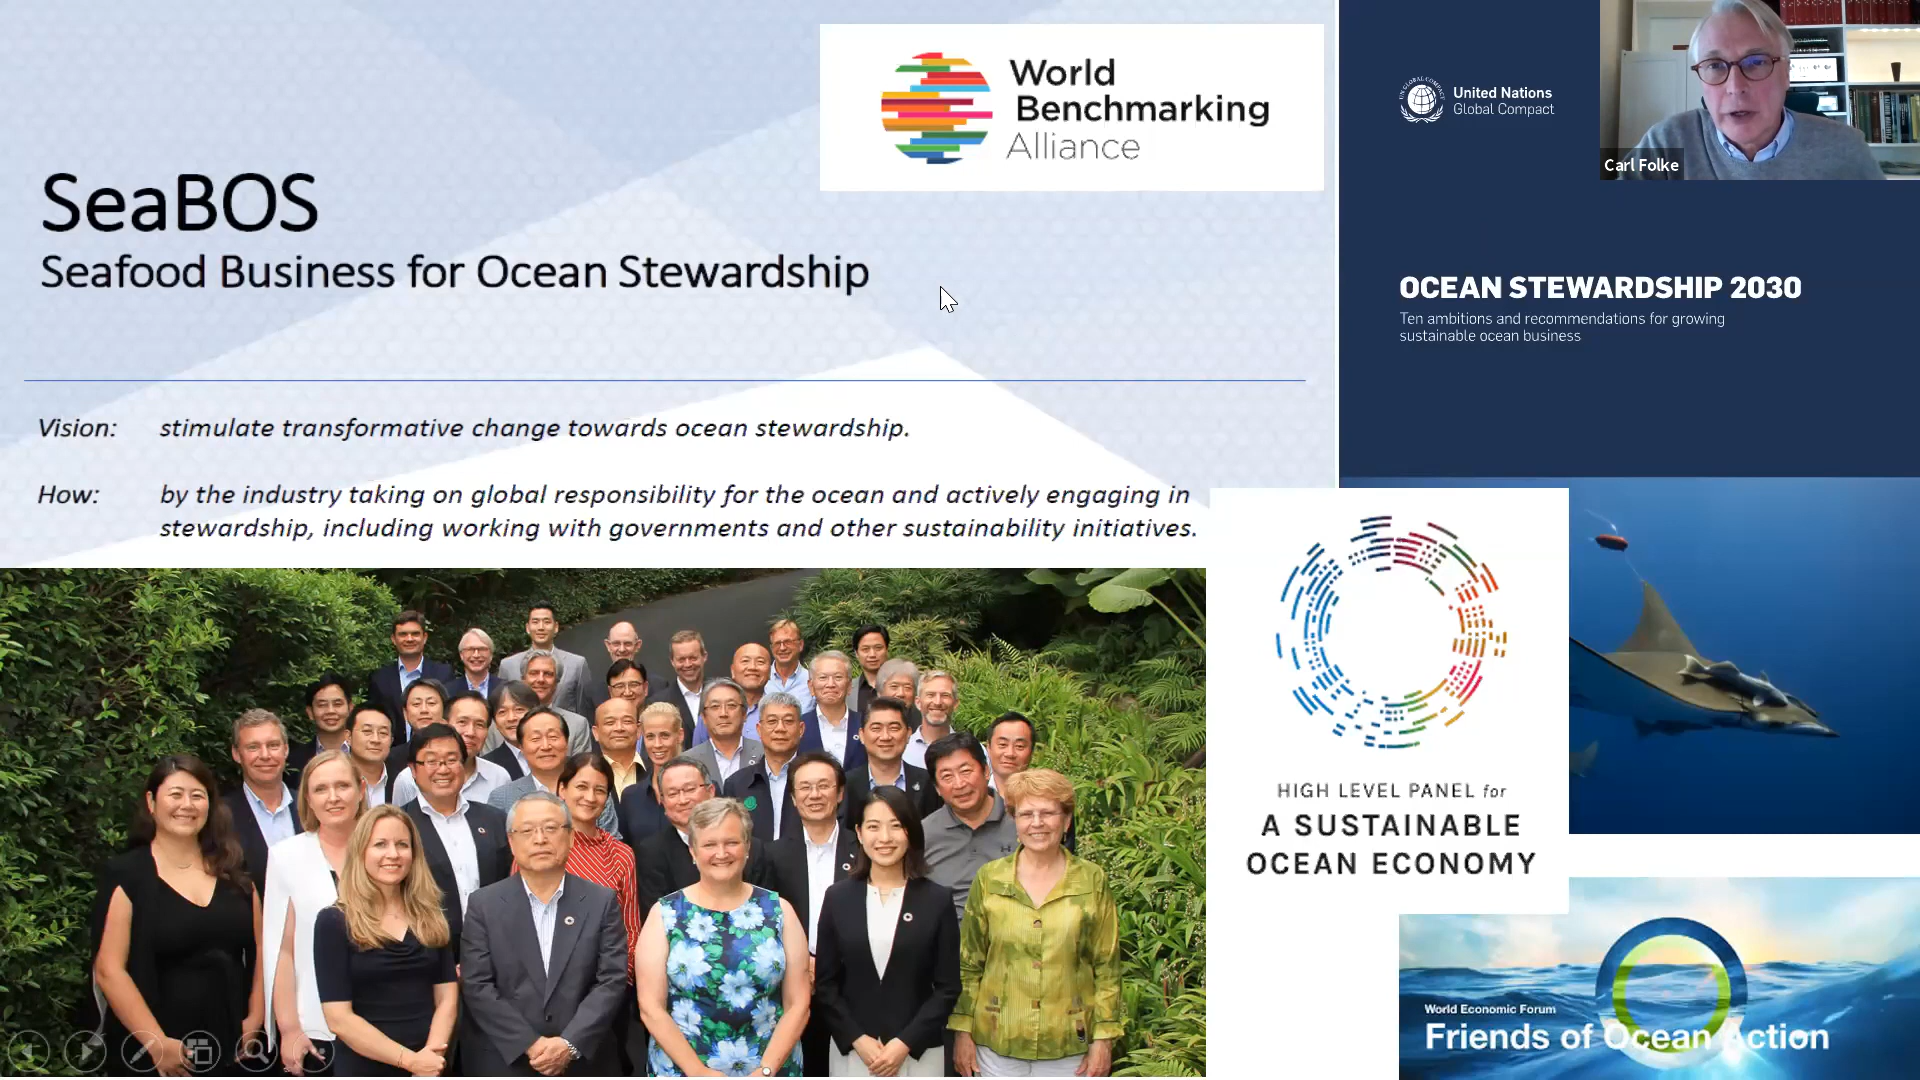 World
Benchmarking
Alliance
SeaBOS
Seafood Business for Ocean Stewardship
Vision: stimulate transformative change towards ocean stewardship.
How: by the industry taking on global responsibility for the ocean and actively engaging in
stewardship, including working with governments and other sustainability initiatives.
United Nations
Global Compact
Carl Folke
OCEAN STEWARDSHIP 2030
Ten ambitions and recommendations for growing
sustainable ocean business
HIGH LEVEL PANEL for
A SUSTAINABLE
OCEAN ECONOMY
World Economic Forum
Friends of Ocean Action